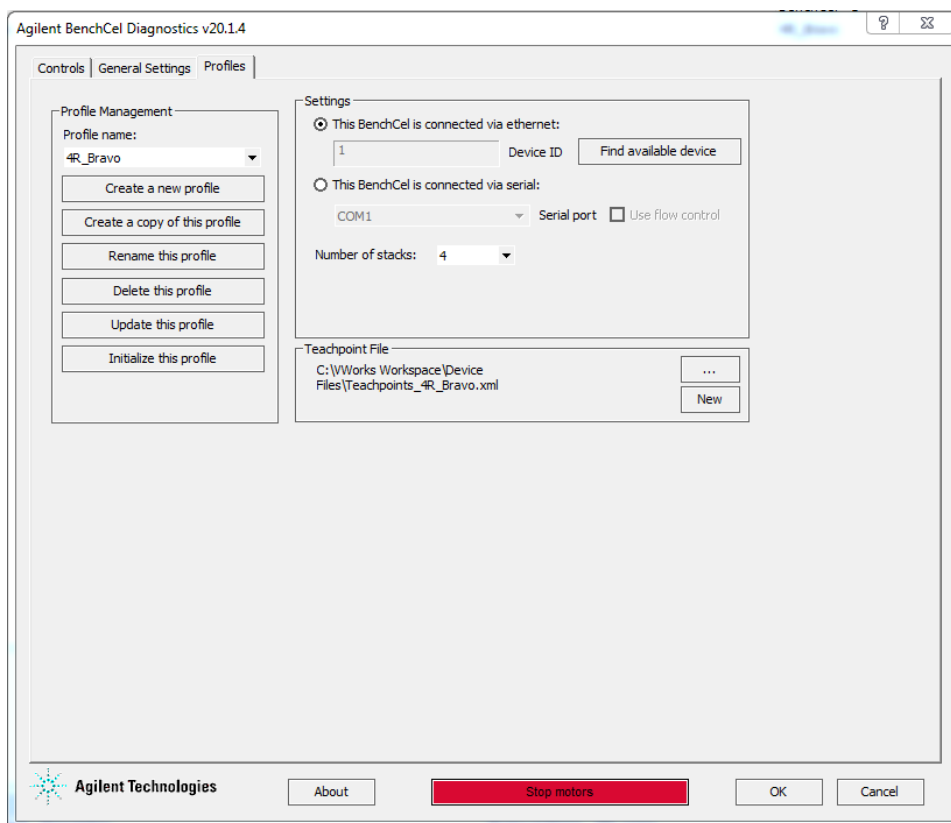 Agilent BenchCel Diagnostics v20.1.4
Controls
General Settings
Profiles
Profile Management
Profile name:
4R_Bravo
Create a new profile
Create a copy of this profile
Rename this profile
Delete this profile
Update this profile
Initialize this profile
Settings
This BenchCel is connected via ethernet:
1
Device ID
Find available device
This BenchCel is connected via serial:
COM1
Serial port
Use flow control
Number of stacks:
4
Teachpoint File
C:\VWorks Workspace\Device
Files\Teachpoints_4R_Bravo.xml
...
New
Agilent Technologies
About
Stop motors
OK
Cancel